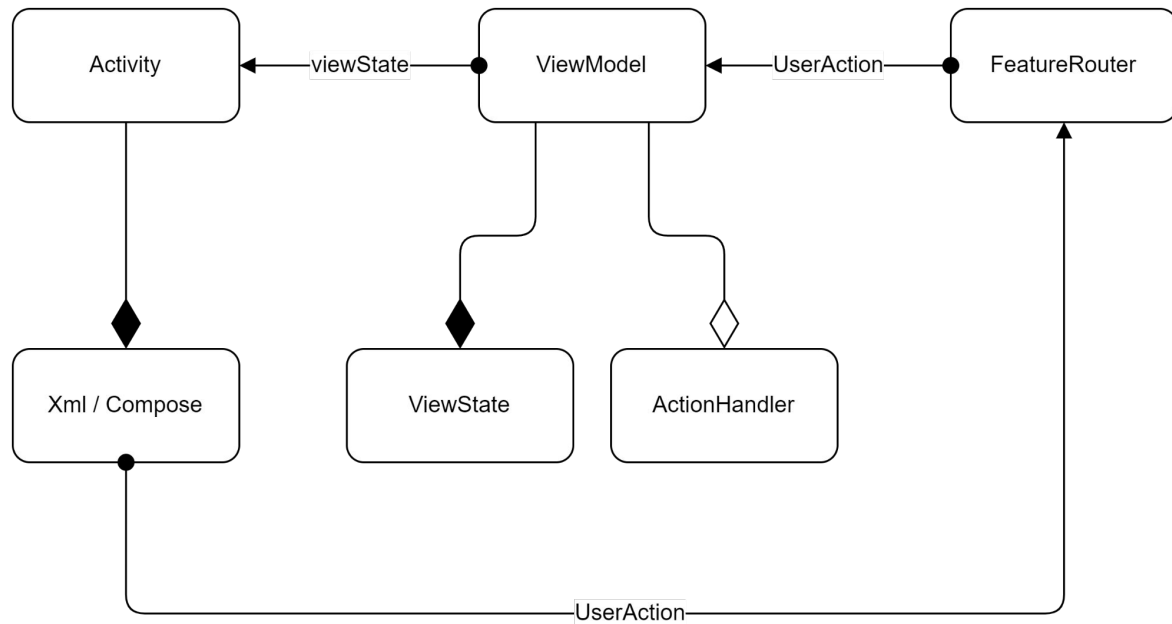 Activity
viewState
ViewModel
UserAction
FeatureRouter
Xml / Compose
ViewState
ActionHandler
UserAction